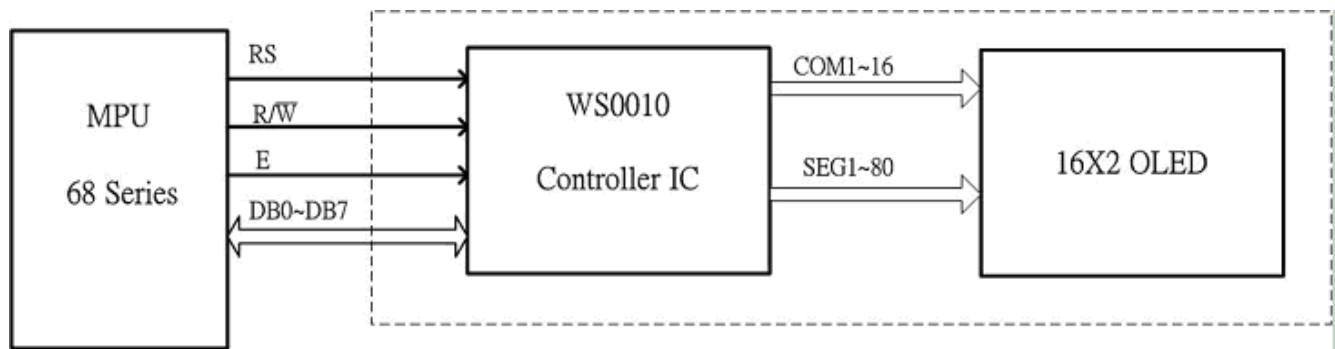 MPU
68 Series
RS
R/W̅
E
DB0~DB7
WS0010
Controller IC
COM1~16
SEG1~80
16X2 OLED